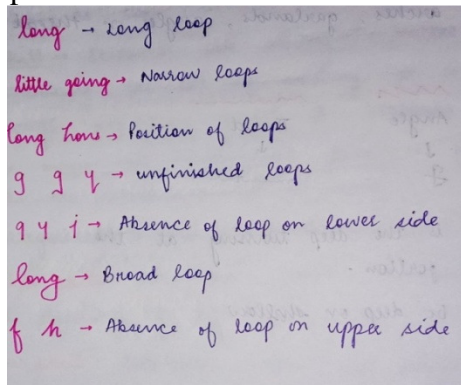 long → Long loop
little going → Narrow loops
long hous → Position of loops
g g y → unfinished loops
g y j → Absence of loop on lower side
long → Broad loop
f h → Absence of loop on upper side